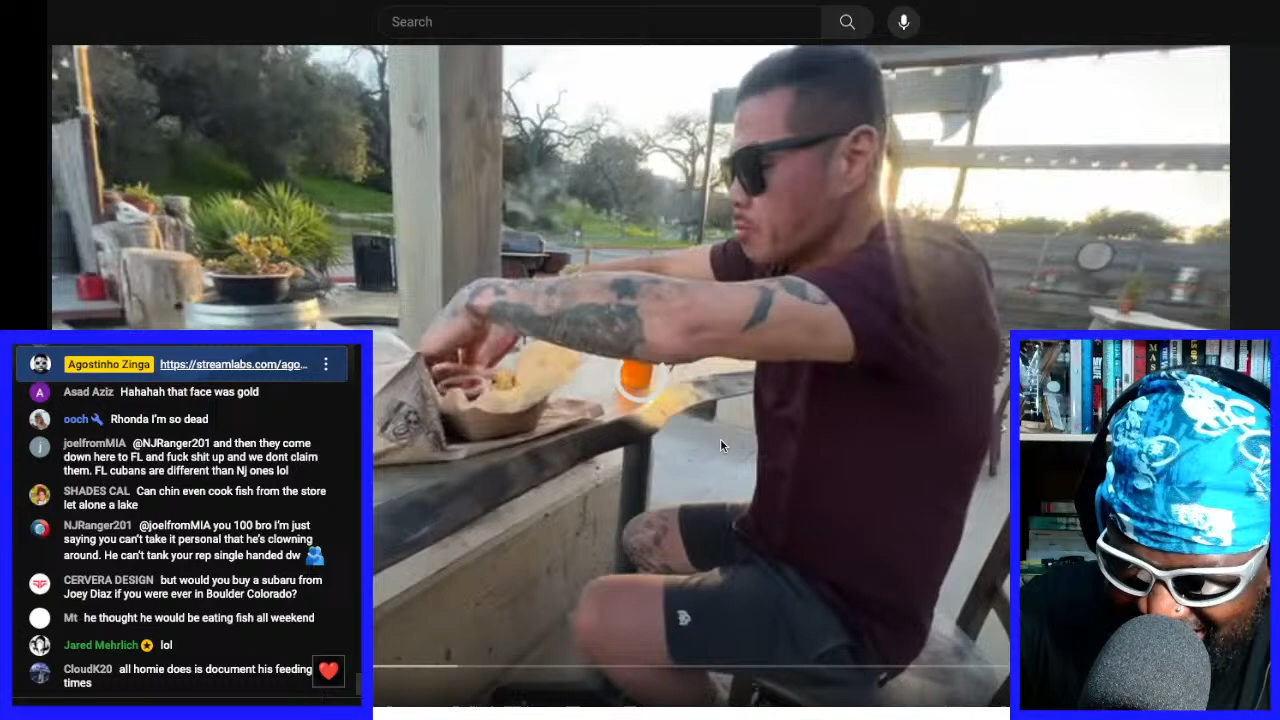 Search
Agostinho Zinga https://streamlabs.com/ago...
Asad Aziz Hahahah that face was gold
ooch Rhonda I'm so dead
joelfromMIA @NJRanger201 and then they come
down here to FL and fuck shit up and we dont claim
them. FL cubans are different than Nj ones lol
SHADES CAL Can chin even cook fish from the store
let alone a lake
NJRanger201 @joelfromMIA you 100 bro I'm just
saying you can't take it personal that he's clowning
around. He can't tank your rep single handed dw
CERVERA DESIGN but would you buy a subaru from
Joey Diaz if you were ever in Boulder Colorado?
Mt he thought he would be eating fish all weekend
Jared Mehrlich lol
CloudK20 all homie does is document his feeding
times